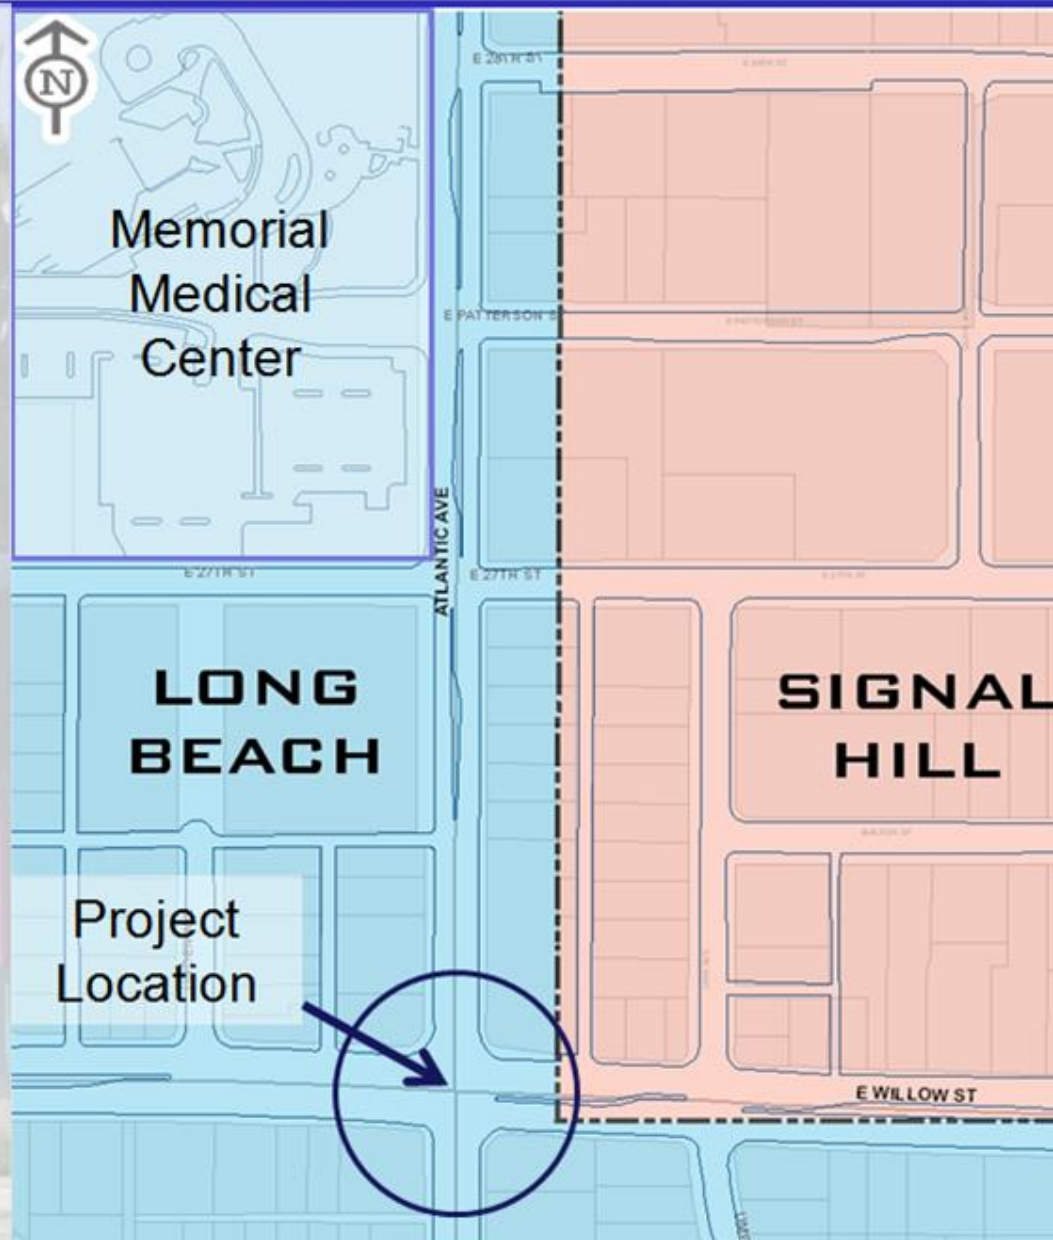 N
E 28TH ST
Memorial
Medical
Center
E PATTERSON S
ATLANTIC AVE
E 27TH ST
E 27TH ST
LONG
BEACH
SIGNAL
HILL
Project
Location
E WILLOW ST